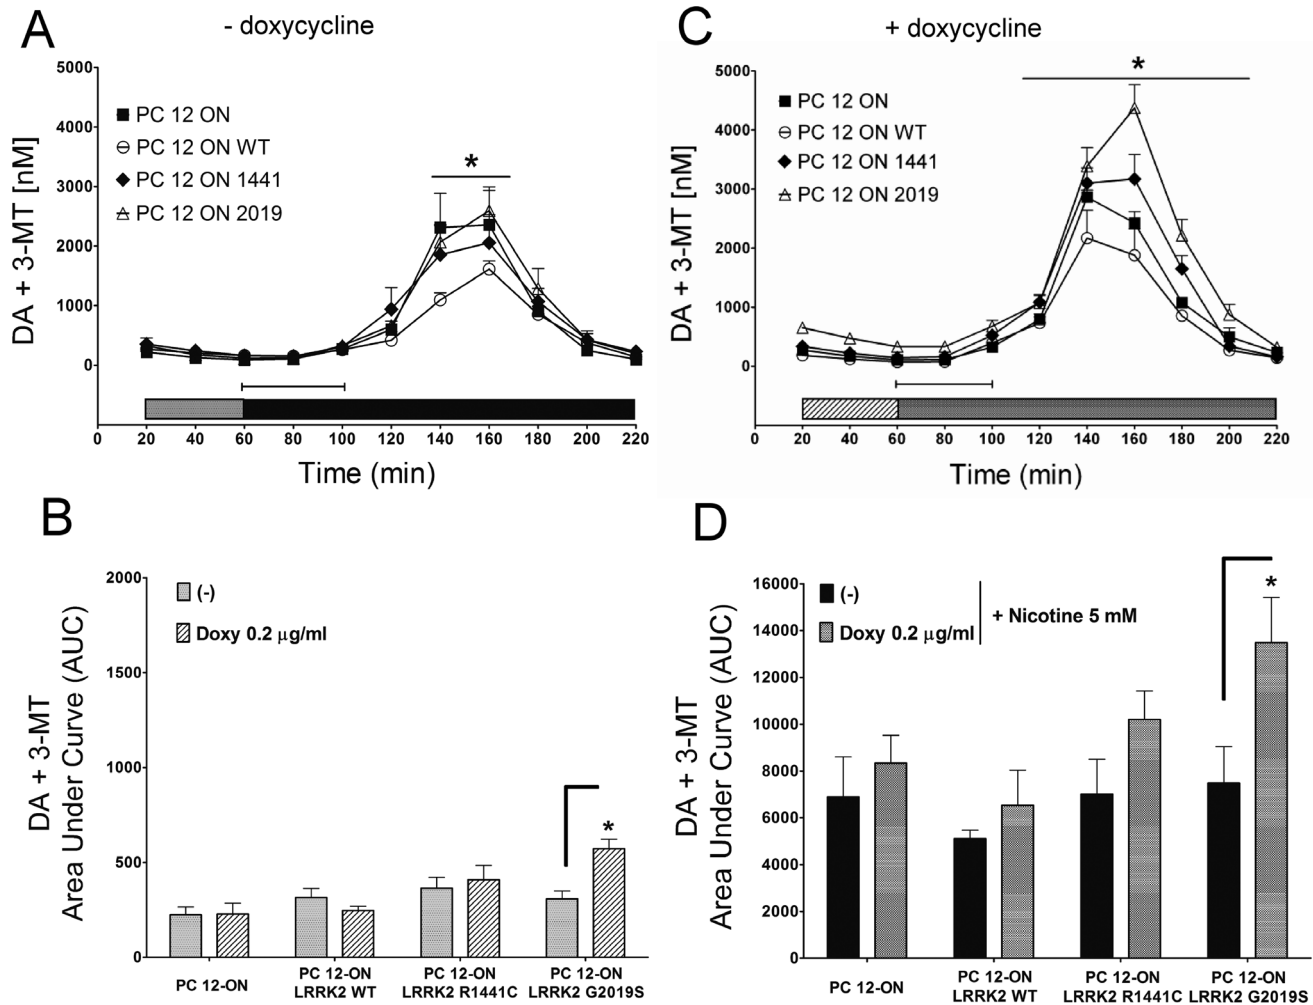 A
- doxycycline
5000
4000
3000
2000
1000
0
DA + 3-MT [nM]
PC 12 ON
PC 12 ON WT
PC 12 ON 1441
PC 12 ON 2019
*
0 20 40 60 80 100 120 140 160 180 200 220
Time (min)
C
+ doxycycline
5000
4000
3000
2000
1000
0
DA + 3-MT [nM]
PC 12 ON
PC 12 ON WT
PC 12 ON 1441
PC 12 ON 2019
*
0 20 40 60 80 100 120 140 160 180 200 220
Time (min)
B
2000
1500
1000
500
0
DA + 3-MT
Area Under Curve (AUC)
(-)
Doxy 0.2 μg/ml
*
PC 12-ON
PC 12-ON
LRRK2 WT
PC 12-ON
LRRK2 R1441C
PC 12-ON
LRRK2 G2019S
D
16000
14000
12000
10000
8000
6000
4000
2000
0
DA + 3-MT
Area Under Curve (AUC)
(-)
Doxy 0.2 μg/ml
+ Nicotine 5 mM
*
PC 12-ON
PC 12-ON
LRRK2 WT
PC 12-ON
LRRK2 R1441C
PC 12-ON
LRRK2 G2019S